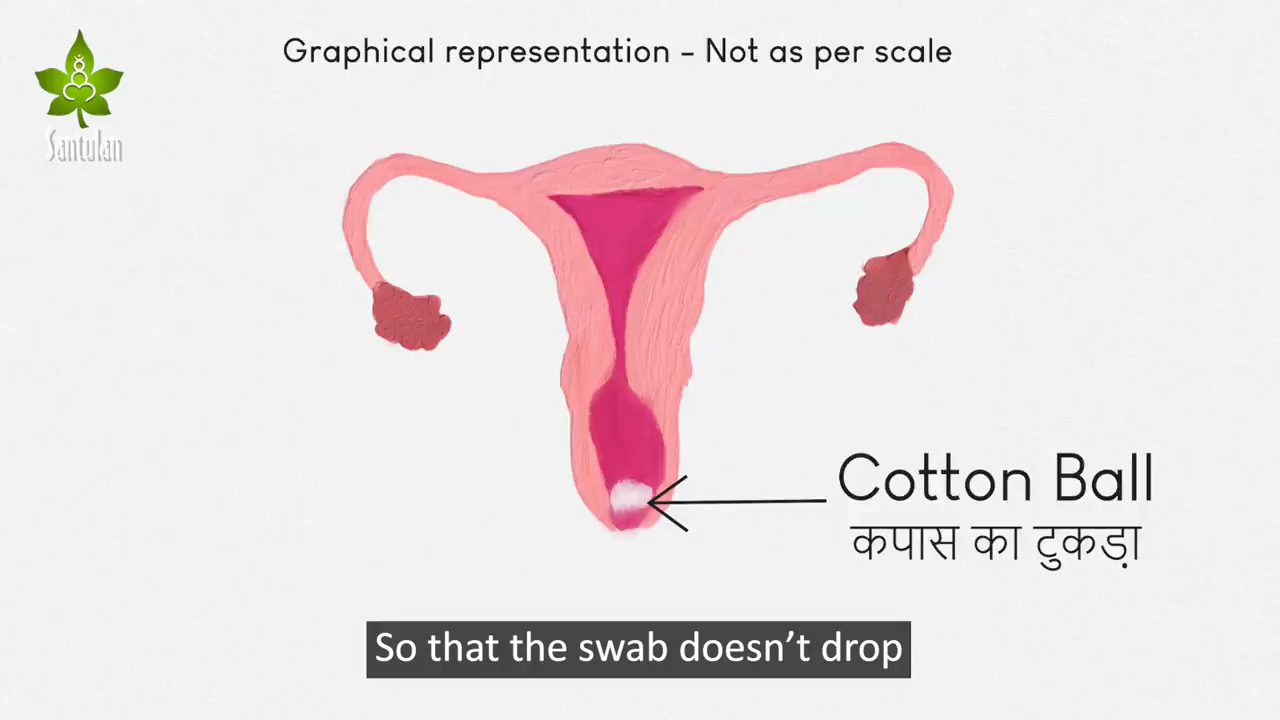 Graphical representation - Not as per scale
Santulan
Cotton Ball
कपास का टुकड़ा
So that the swab doesn’t drop